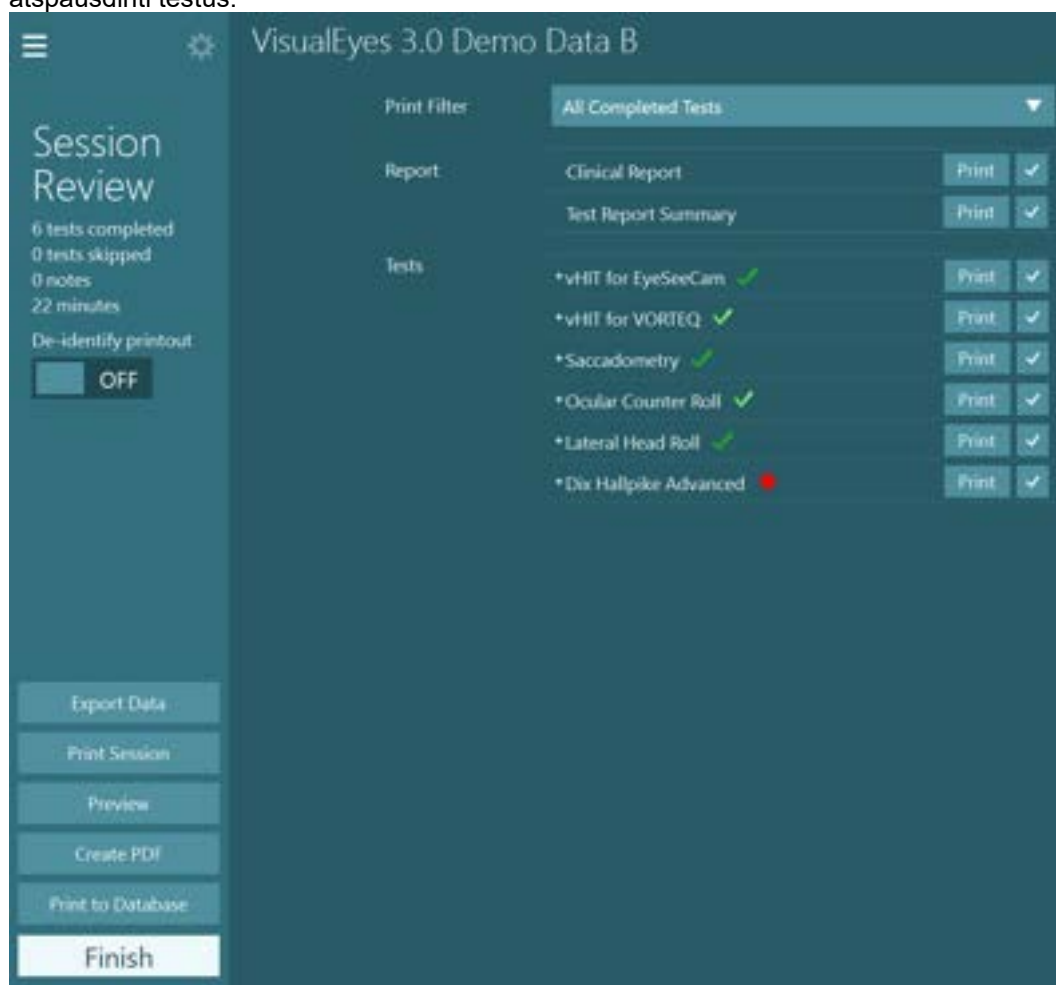 atspausdinti testus.
VisualEyes 3.0 Demo Data B
Print Filter
All Completed Tests
Session
Review
6 tests completed
0 tests skipped
0 notes
22 minutes
De-identify printout
OFF
Report
Clinical Report
Print
Test Report Summary
Print
Tests
*vHIT for EyeSeeCam
Print
*vHIT for VORTEQ
Print
*Saccadometry
Print
*Ocular Counter Roll
Print
*Lateral Head Roll
Print
*Dix Hallpike Advanced
Print
Export Data
Print Session
Preview
Create PDF
Print to Database
Finish